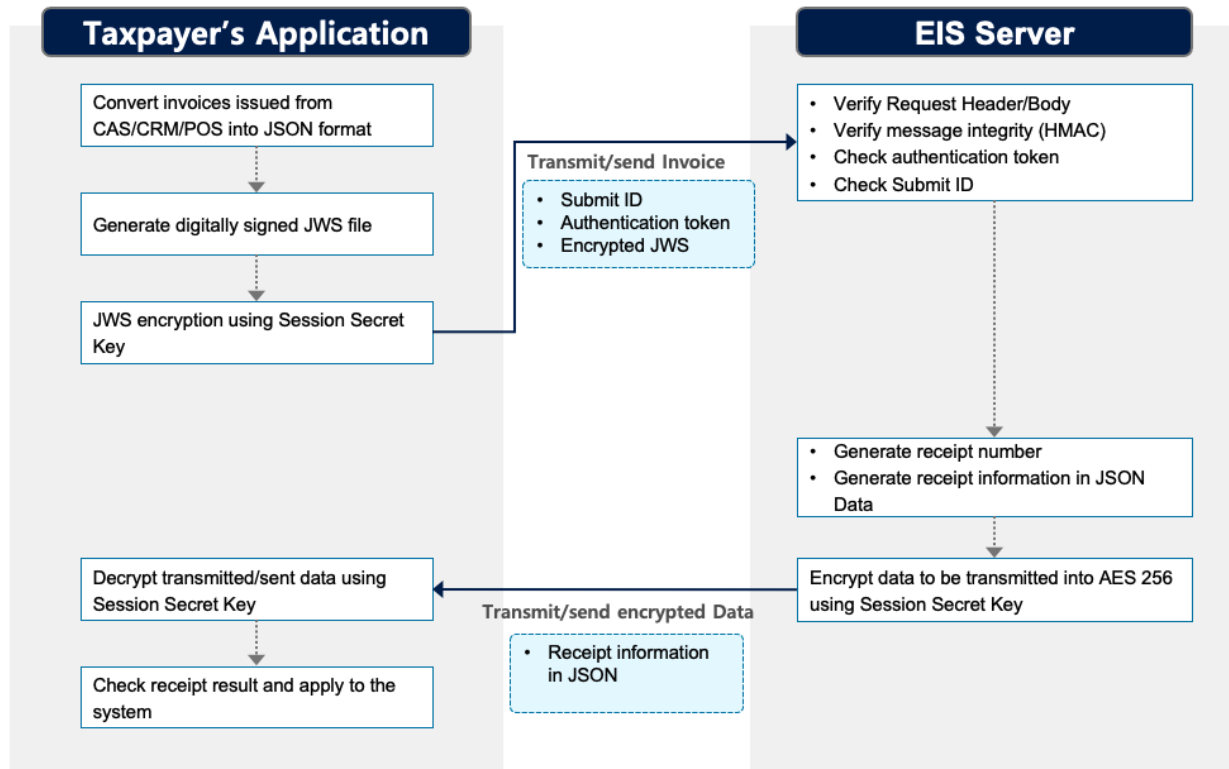 Taxpayer's Application
EIS Server
Convert invoices issued from
CAS/CRM/POS into JSON format
Generate digitally signed JWS file
JWS encryption using Session Secret
Key
Transmit/send Invoice
• Submit ID
• Authentication token
• Encrypted JWS
• Verify Request Header/Body
• Verify message integrity (HMAC)
• Check authentication token
• Check Submit ID
• Generate receipt number
• Generate receipt information in JSON
Data
Encrypt data to be transmitted into AES 256
using Session Secret Key
Transmit/send encrypted Data
• Receipt information
in JSON
Decrypt transmitted/sent data using
Session Secret Key
Check receipt result and apply to the
system